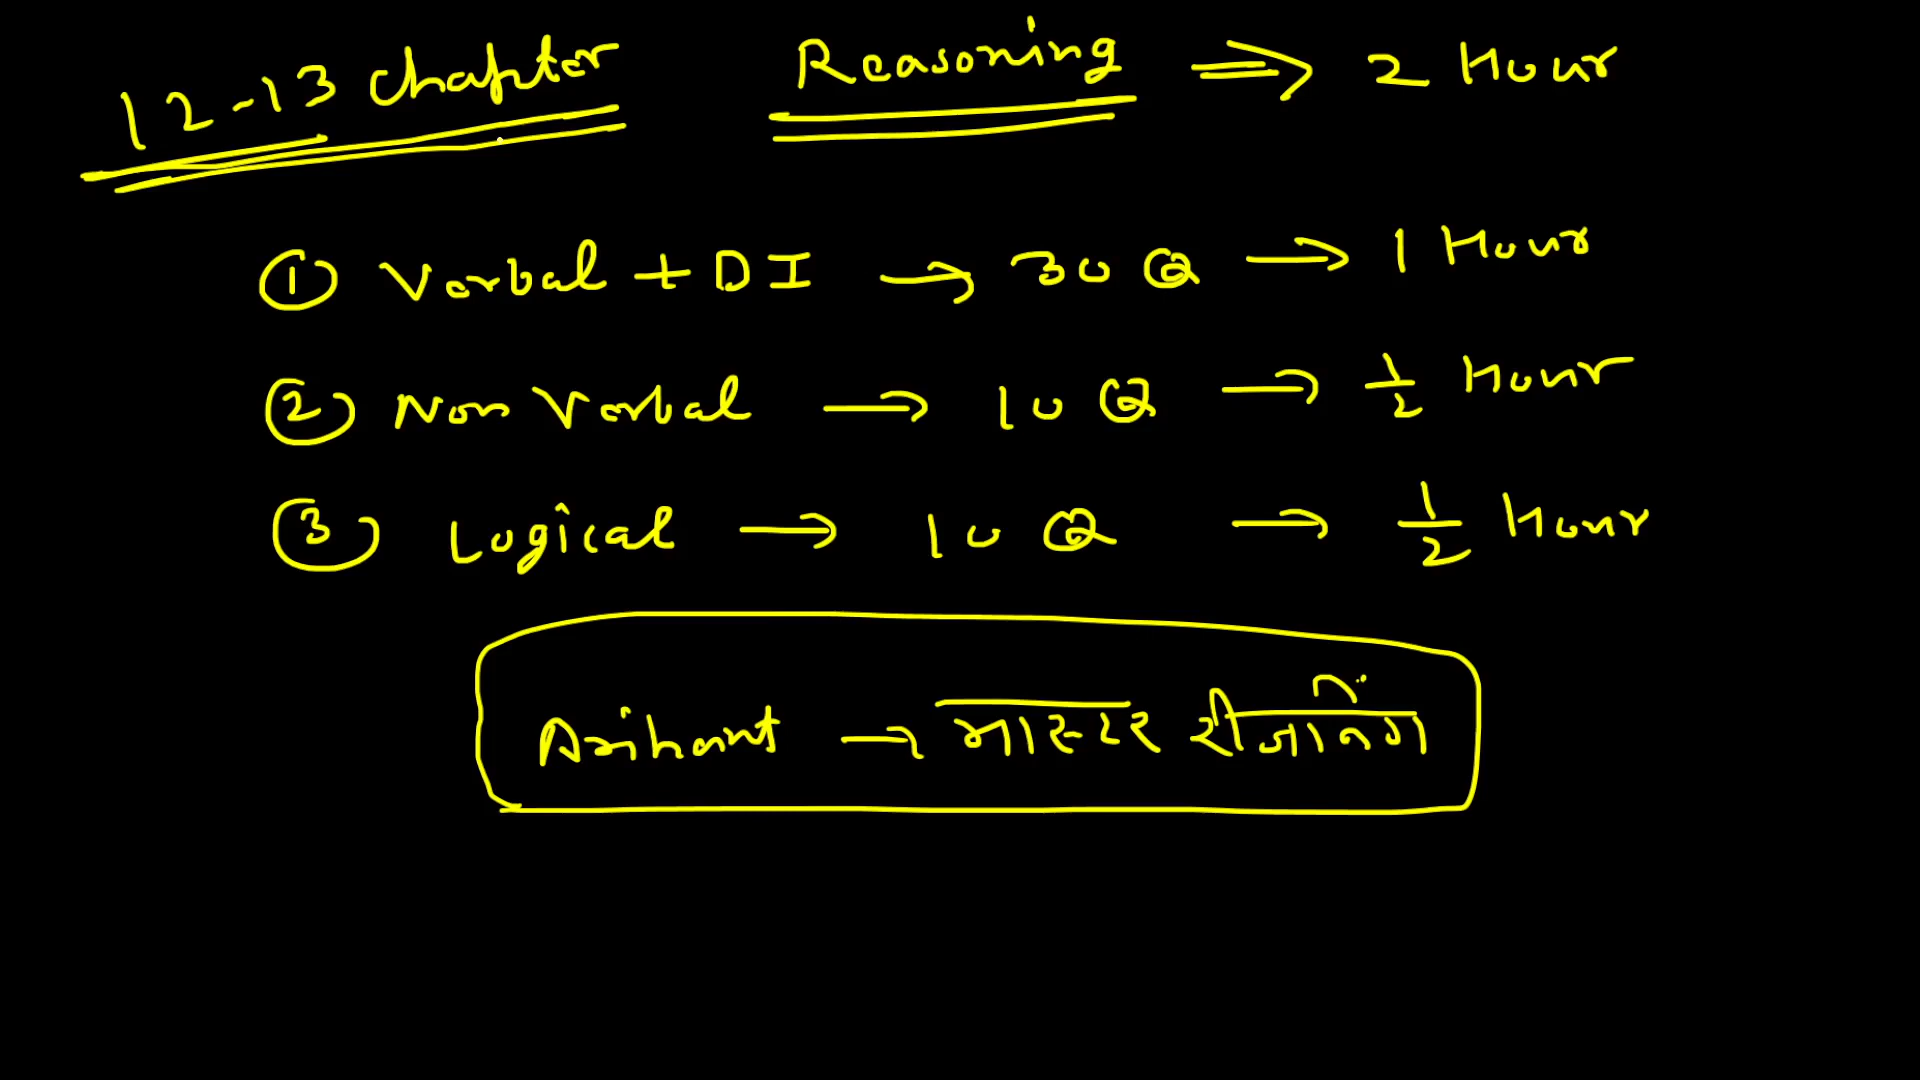 12-13 Chapter Reasoning ⇒ 2 Hour
① Verbal + DI → 30 Q → 1 Hour
② Non Verbal → 10 Q → 1/2 Hour
③ Logical → 10 Q → 1/2 Hour
Arihant → मास्टर रीजनिंग